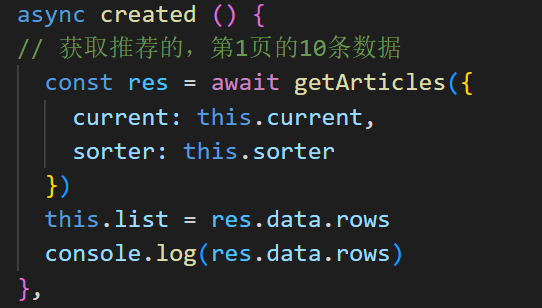 async created () {
// 获取推荐的，第1页的10条数据
const res = await getArticles({
current: this.current,
sorter: this.sorter
})
this.list = res.data.rows
console.log(res.data.rows)
},